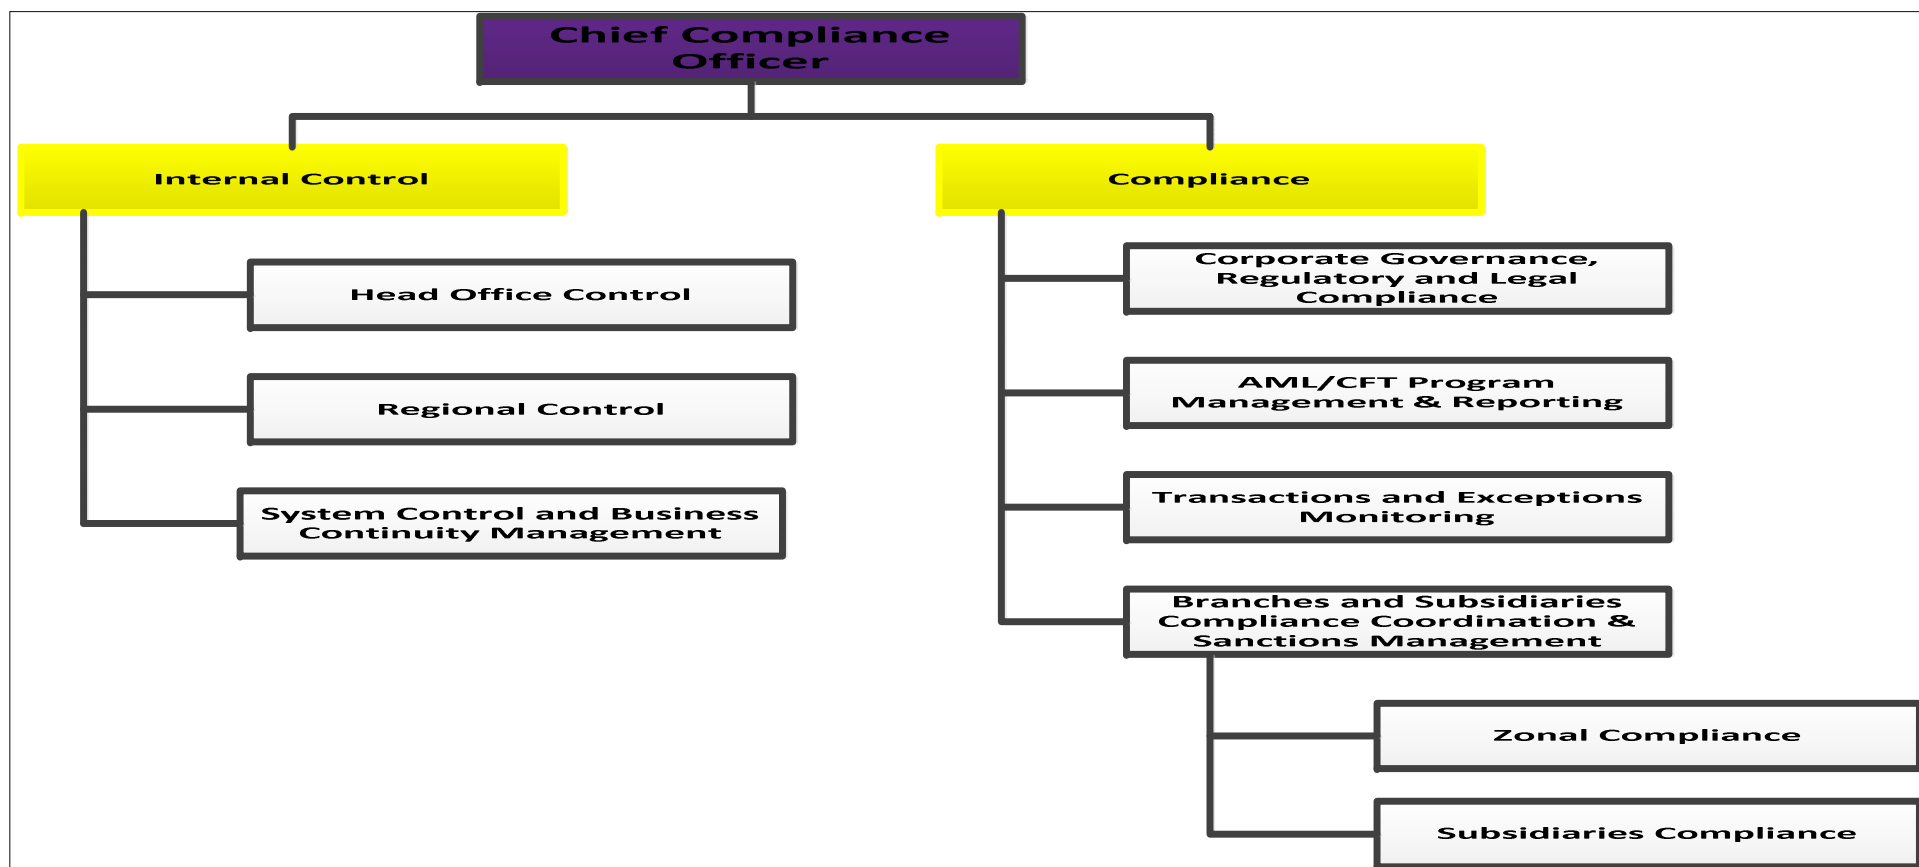 Chief Compliance
Officer
Internal Control
Compliance
Head Office Control
Regional Control
System Control and Business
Continuity Management
Corporate Governance,
Regulatory and Legal
Compliance
AML/CFT Program
Management & Reporting
Transactions and Exceptions
Monitoring
Branches and Subsidiaries
Compliance Coordination &
Sanctions Management
Zonal Compliance
Subsidiaries Compliance